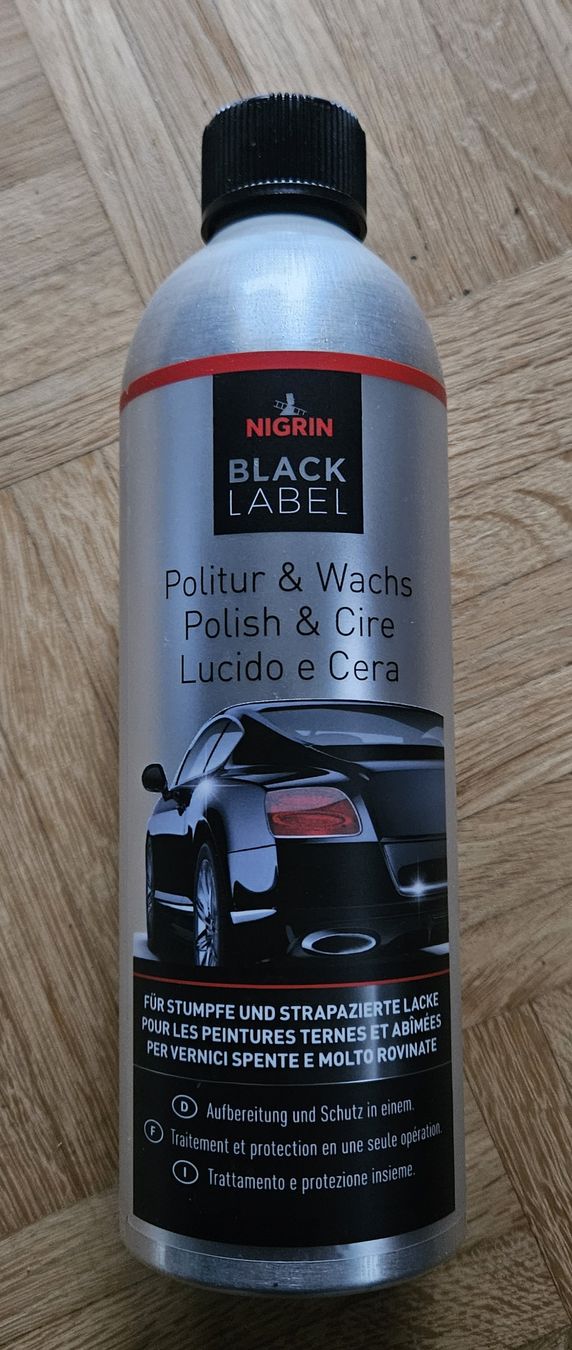 NIGRIN
BLACK
LABEL
Politur & Wachs
Polish & Cire
Lucido e Cera
FÜR STUMPFE UND STRAPAZIERTE LACKE
POUR LES PEINTURES TERNES ET ABÎMÉES
PER VERNICI SPENTE E MOLTO ROVINATE
D Aufbereitung und Schutz in einem.
F Traitement et protection en une seule opération.
I Trattamento e protezione insieme.